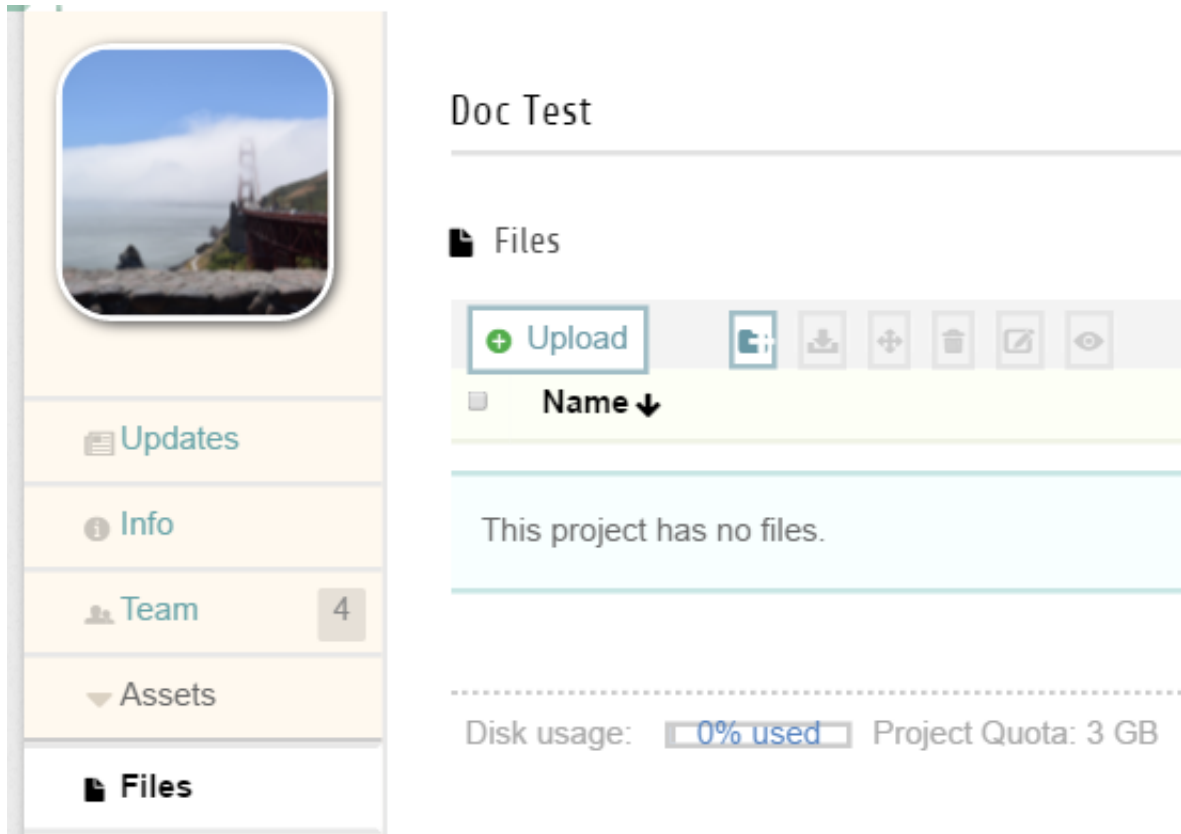 Doc Test
Files
Upload
Name
This project has no files.
Disk usage: 0% used Project Quota: 3 GB
Updates
Info
Team 4
Assets
Files